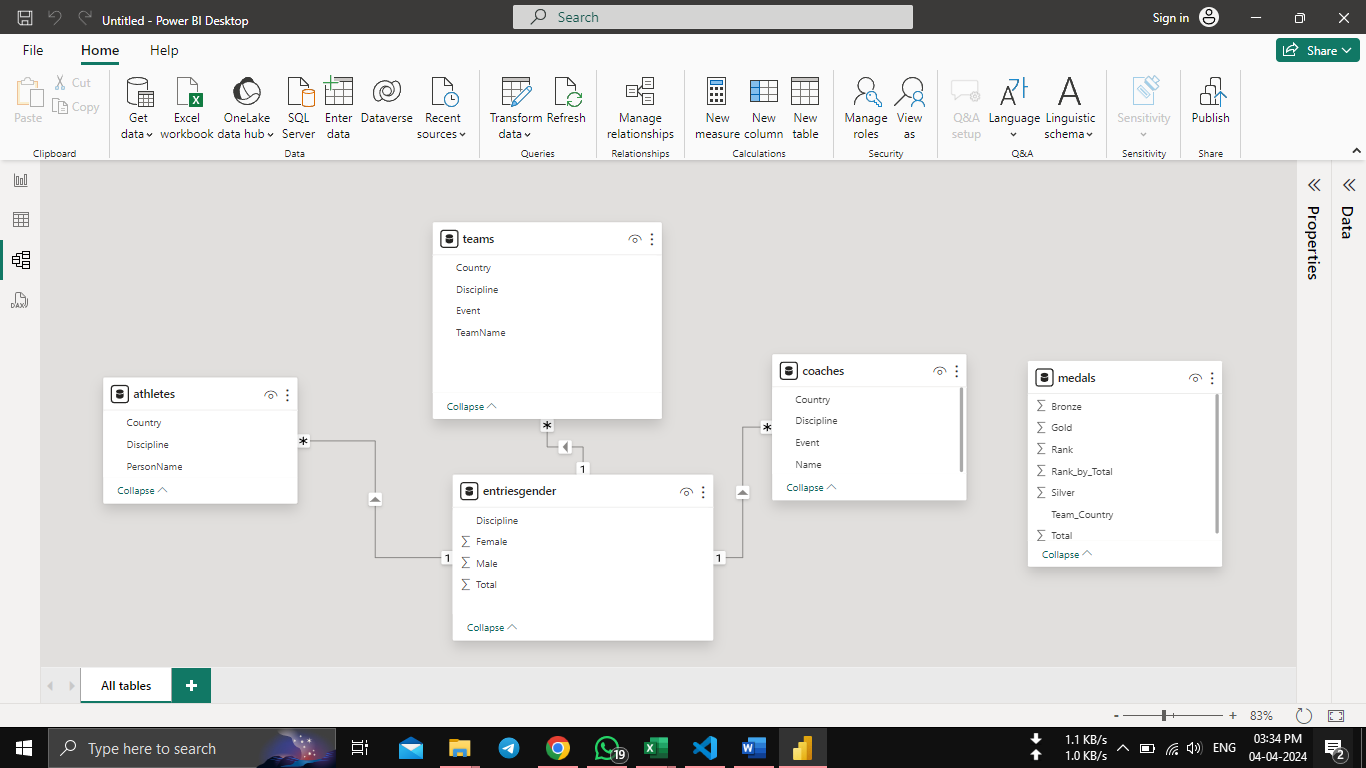 Untitled - Power BI Desktop
Search
Sign in
File
Home
Help
Share
Paste
Cut
Copy
Clipboard
Get data
Excel workbook
OneLake data hub
SQL Server
Enter data
Dataverse
Recent sources
Data
Transform data
Refresh
Queries
Manage relationships
Relationships
New measure
New column
New table
Calculations
Manage roles
View as
Security
Q&A setup
Language
Linguistic schema
Q&A
Sensitivity
Sensitivity
Publish
Share
DAX
Properties
Data
teams
Country
Discipline
Event
TeamName
Collapse
athletes
Country
Discipline
PersonName
Collapse
*
1
*
1
*
1
entriesgender
Discipline
Σ Female
Σ Male
Σ Total
Collapse
coaches
Country
Discipline
Event
Name
Collapse
medals
Σ Bronze
Σ Gold
Σ Rank
Σ Rank_by_Total
Σ Silver
Team_Country
Σ Total
Collapse
All tables
+
- + 83%
Type here to search
19
1.1 KB/s
1.0 KB/s
ENG
03:34 PM
04-04-2024
2